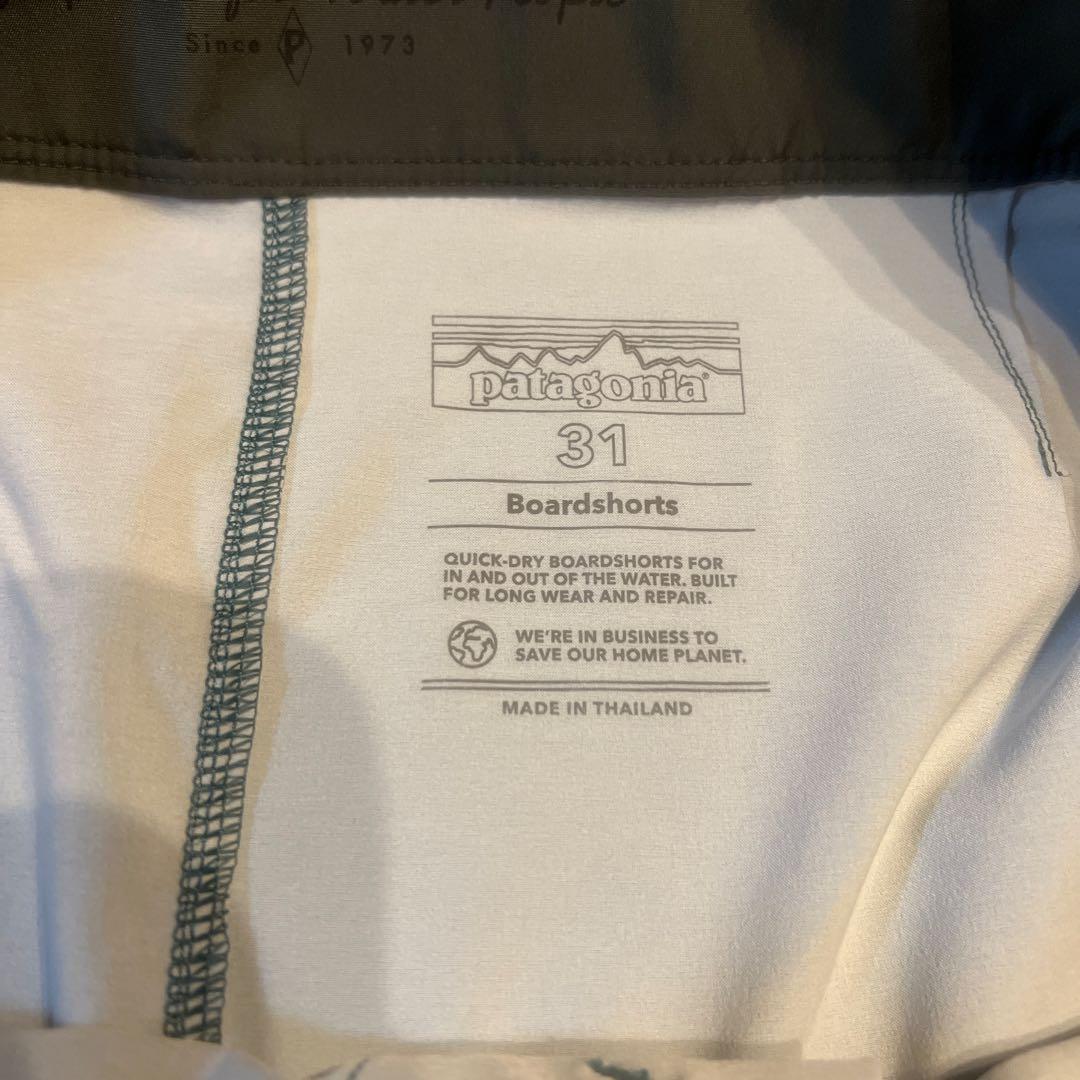 Since P 1973
patagonia®
31
Boardshorts
QUICK-DRY BOARDSHORTS FOR
IN AND OUT OF THE WATER. BUILT
FOR LONG WEAR AND REPAIR.
WE'RE IN BUSINESS TO
SAVE OUR HOME PLANET.
MADE IN THAILAND